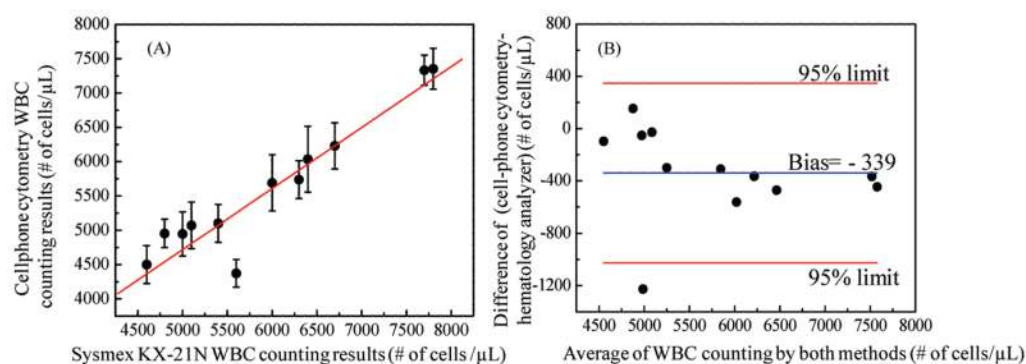 (A)
8000
7500
7000
6500
6000
5500
5000
4500
4000
Cellphone cytometry WBC
counting results (# of cells/μL)
4500 5000 5500 6000 6500 7000 7500 8000
Sysmex KX-21N WBC counting results (# of cells /μL)
(B)
800
400
0
-400
-800
-1200
Difference of (cell-phone cytometry-
hematology analyzer) (# of cells/μL)
95% limit
Bias= - 339
95% limit
4500 5000 5500 6000 6500 7000 7500 8000
Average of WBC counting by both methods (# of cells/μL)